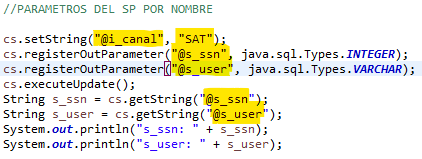 //PARAMETROS DEL SP POR NOMBRE
cs.setString("@i_canal", "SAT");
cs.registerOutParameter("@s_ssn", java.sql.Types.INTEGER);
cs.registerOutParameter("@s_user", java.sql.Types.VARCHAR);
cs.executeUpdate();
String s_ssn = cs.getString("@s_ssn");
String s_user = cs.getString("@s_user");
System.out.println("s_ssn: " + s_ssn);
System.out.println("s_user: " + s_user);